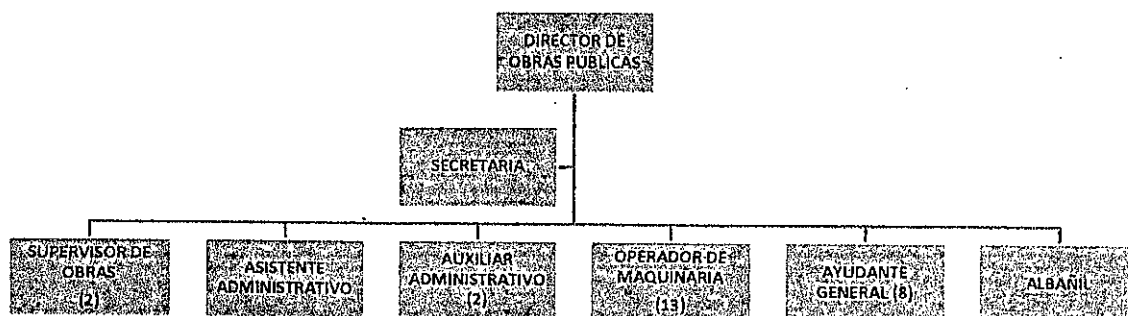 DIRECTOR DE
OBRAS PÚBLICAS
SECRETARIA
SUPERVISOR DE
OBRAS
(2)
ASISTENTE
ADMINISTRATIVO
AUXILIAR
ADMINISTRATIVO
(2)
OPERADOR DE
MAQUINARIA
(13)
AYUDANTE
GENERAL (8)
ALBAÑIL